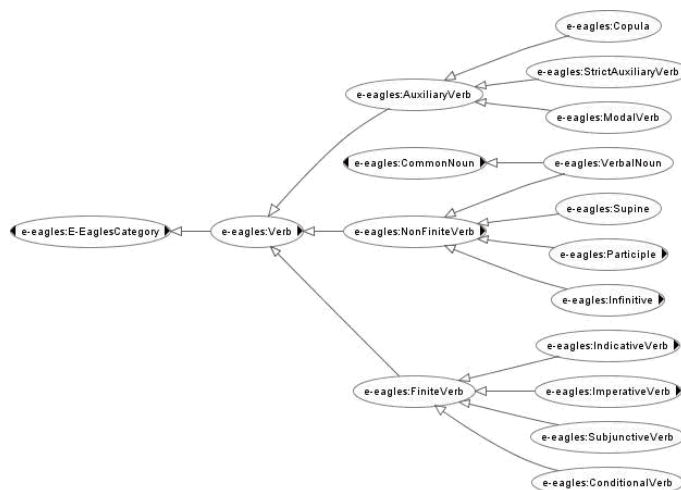 e-eagles:Copula
e-eagles:StrictAuxiliaryVerb
e-eagles:AuxiliaryVerb
e-eagles:ModalVerb
e-eagles:CommonNoun
e-eagles:VerbalNoun
e-eagles:Supine
e-eagles:E-EaglesCategory
e-eagles:Verb
e-eagles:NonFiniteVerb
e-eagles:Participle
e-eagles:Infinitive
e-eagles:IndicativeVerb
e-eagles:FiniteVerb
e-eagles:ImperativeVerb
e-eagles:SubjunctiveVerb
e-eagles:ConditionalVerb